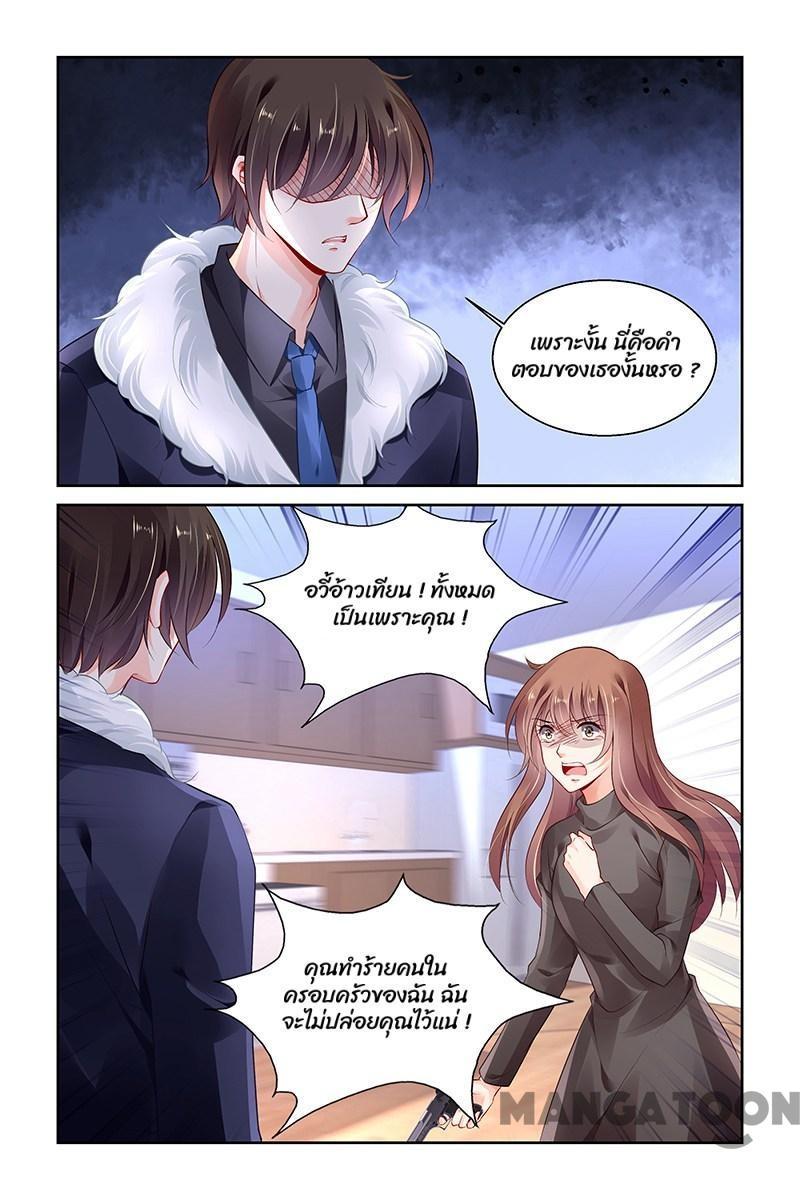 เพราะงั้น นี่คือคำ
ตอบของเธองั้นหรอ ?
อวี้อ้าวเทียน ! ทั้งหมด
เป็นเพราะคุณ !
คุณทำร้ายคนใน
ครอบครัวของฉัน ฉัน
จะไม่ปล่อยคุณไว้แน่ !
MANGATOON